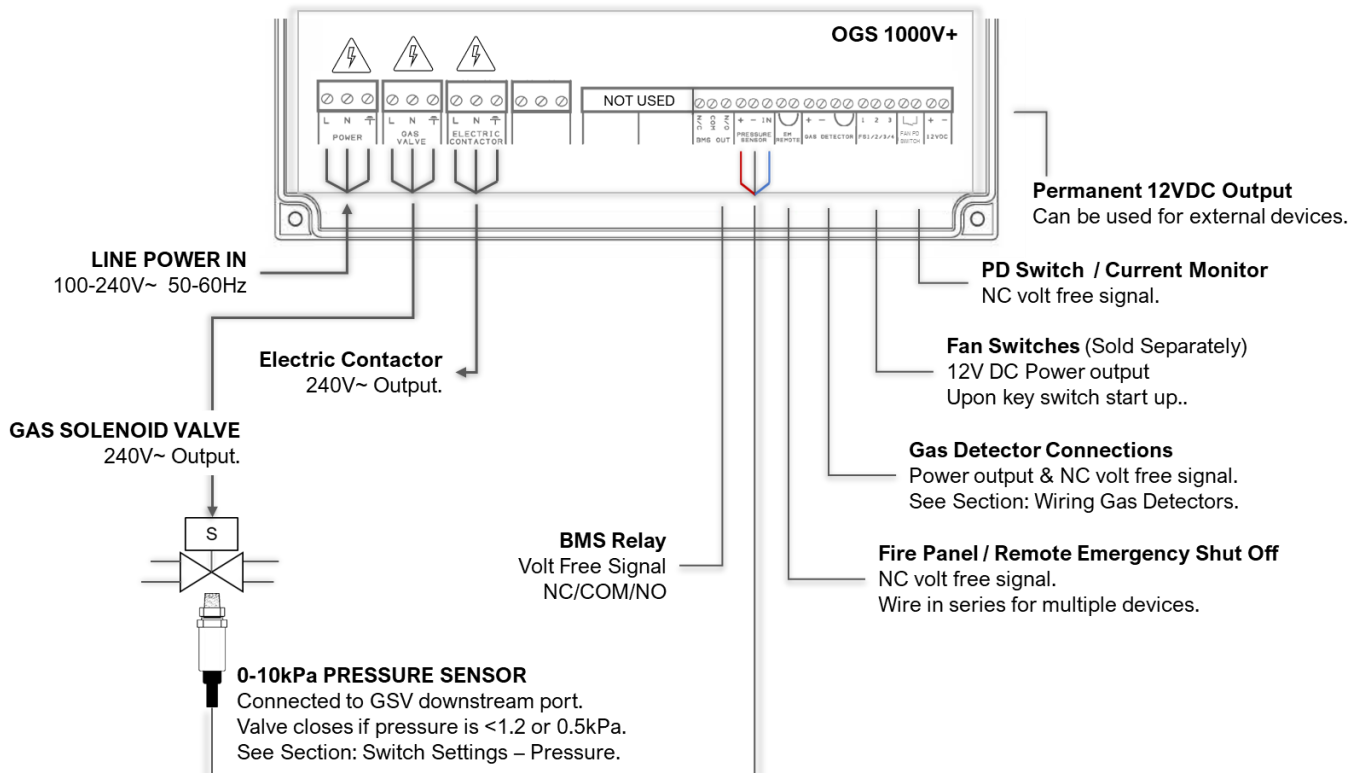 OGS 1000V+
NOT USED
L N
POWER
L N
GAS
VALVE
L N
ELECTRIC
CONTACTOR
N/C
COM
N/O
BMS OUT
+ - IN
PRESSURE
SENSOR
EM
REMOTE
+ -
GAS DETECTOR
1 2 3
PD1/2/3/4
FAN PD
SWITCH
+ -
12VDC
Permanent 12VDC Output
Can be used for external devices.
LINE POWER IN
100-240V~ 50-60Hz
PD Switch / Current Monitor
NC volt free signal.
Electric Contactor
240V~ Output.
Fan Switches (Sold Separately)
12V DC Power output
Upon key switch start up..
GAS SOLENOID VALVE
240V~ Output.
Gas Detector Connections
Power output & NC volt free signal.
See Section: Wiring Gas Detectors.
S
BMS Relay
Volt Free Signal
NC/COM/NO
Fire Panel / Remote Emergency Shut Off
NC volt free signal.
Wire in series for multiple devices.
0-10kPa PRESSURE SENSOR
Connected to GSV downstream port.
Valve closes if pressure is <1.2 or 0.5kPa.
See Section: Switch Settings – Pressure.